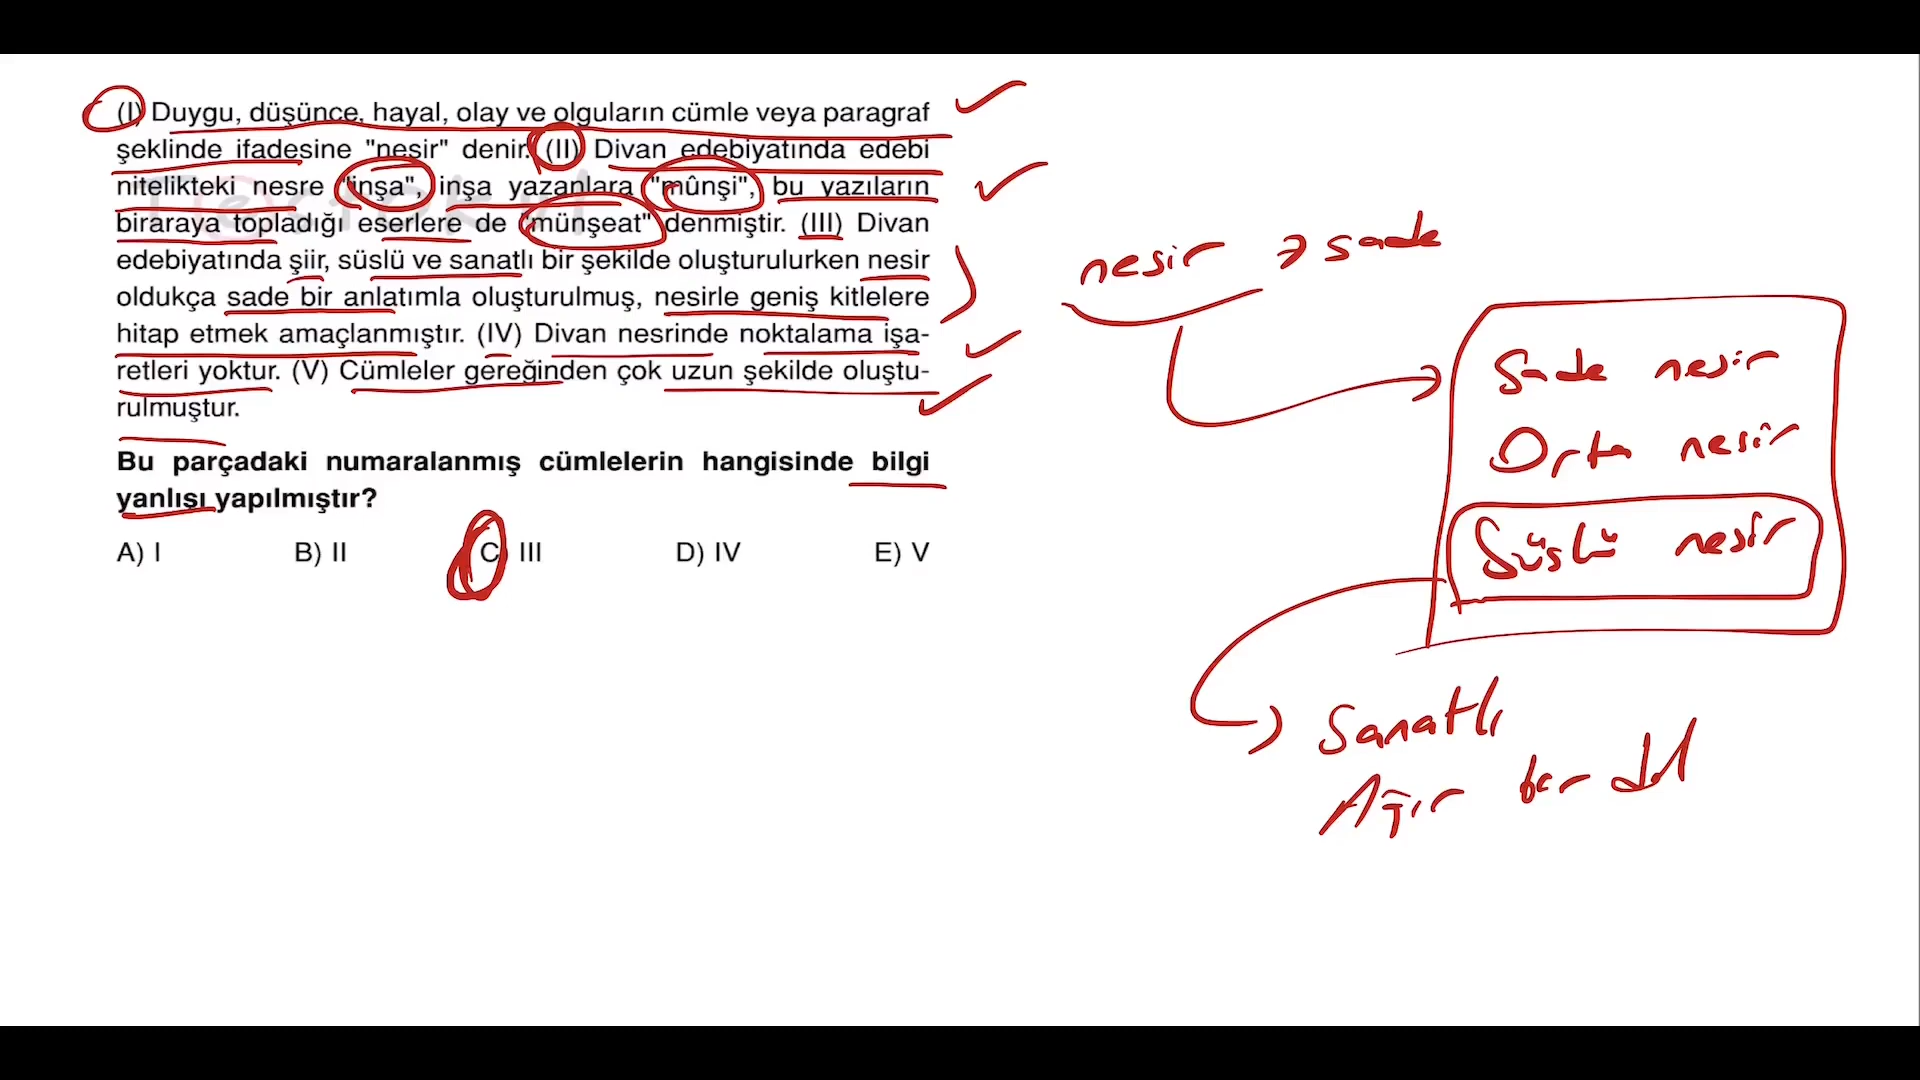 (I) Duygu, düşünce, hayal, olay ve olguların cümle veya paragraf
şeklinde ifadesine "nesir" denir. (II) Divan edebiyatında edebi
nitelikteki nesre "inşa", inşa yazanlara "mûnşi", bu yazıların
biraraya topladığı eserlere de "münşeat" denmiştir. (III) Divan
edebiyatında şiir, süslü ve sanatlı bir şekilde oluşturulurken nesir
oldukça sade bir anlatımla oluşturulmuş, nesirle geniş kitlelere
hitap etmek amaçlanmıştır. (IV) Divan nesrinde noktalama işa-
retleri yoktur. (V) Cümleler gereğinden çok uzun şekilde oluştu-
rulmuştur.
Bu parçadaki numaralanmış cümlelerin hangisinde bilgi
yanlışı yapılmıştır?
A) I B) II C) III D) IV E) V
nesir → sade
Sade nesir
Orta nesir
Süslü nesir
Sanatlı
Ağır bir dil